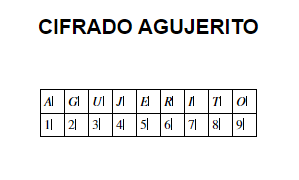 CIFRADO AGUJERITO
A| G| U| J| E| R| I| T| O|
1| 2| 3| 4| 5| 6| 7| 8| 9|